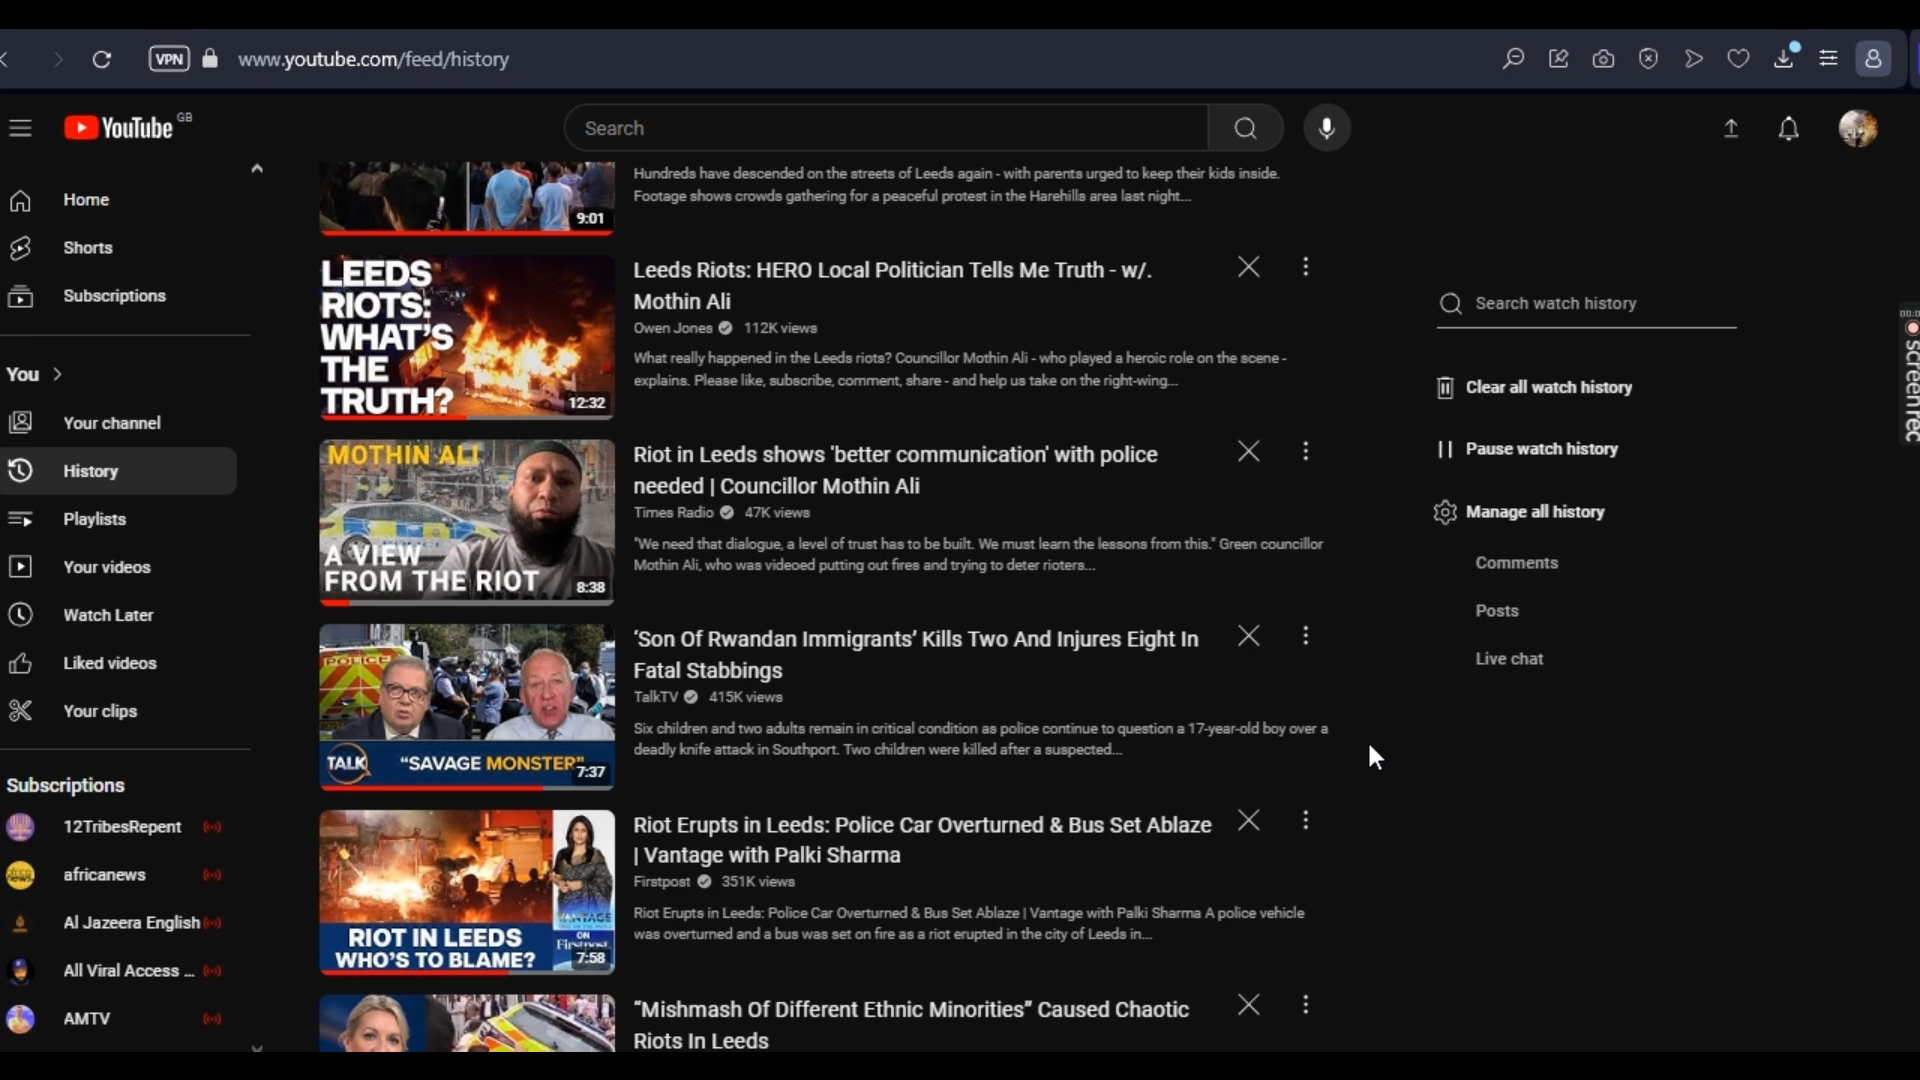 VPN
www.youtube.com/feed/history
YouTube GB
Search
Home
Shorts
Subscriptions
You
Your channel
History
Playlists
Your videos
Watch Later
Liked videos
Your clips
Subscriptions
12TribesRepent
africanews
Al Jazeera English
All Viral Access ...
AMTV
9:01
Hundreds have descended on the streets of Leeds again - with parents urged to keep their kids inside.
Footage shows crowds gathering for a peaceful protest in the Harehills area last night...
LEEDS
RIOTS:
WHAT'S
THE
TRUTH?
12:32
Leeds Riots: HERO Local Politician Tells Me Truth - w/.
Mothin Ali
Owen Jones 112K views
What really happened in the Leeds riots? Councillor Mothin Ali - who played a heroic role on the scene -
explains. Please like, subscribe, comment, share - and help us take on the right-wing...
MOTHIN ALI
A VIEW
FROM THE RIOT
8:38
Riot in Leeds shows 'better communication' with police
needed | Councillor Mothin Ali
Times Radio 47K views
"We need that dialogue, a level of trust has to be built. We must learn the lessons from this." Green councillor
Mothin Ali, who was videoed putting out fires and trying to deter rioters...
POLICE
TALK
"SAVAGE MONSTER"
7:37
‘Son Of Rwandan Immigrants’ Kills Two And Injures Eight In
Fatal Stabbings
TalkTV 415K views
Six children and two adults remain in critical condition as police continue to question a 17-year-old boy over a
deadly knife attack in Southport. Two children were killed after a suspected...
VANTAGE
RIOT IN LEEDS
WHO'S TO BLAME?
ON
Firstpost
7:58
Riot Erupts in Leeds: Police Car Overturned & Bus Set Ablaze
| Vantage with Palki Sharma
Firstpost 351K views
Riot Erupts in Leeds: Police Car Overturned & Bus Set Ablaze | Vantage with Palki Sharma A police vehicle
was overturned and a bus was set on fire as a riot erupted in the city of Leeds in...
“Mishmash Of Different Ethnic Minorities” Caused Chaotic
Riots In Leeds
Search watch history
Clear all watch history
Pause watch history
Manage all history
Comments
Posts
Live chat
screenrec